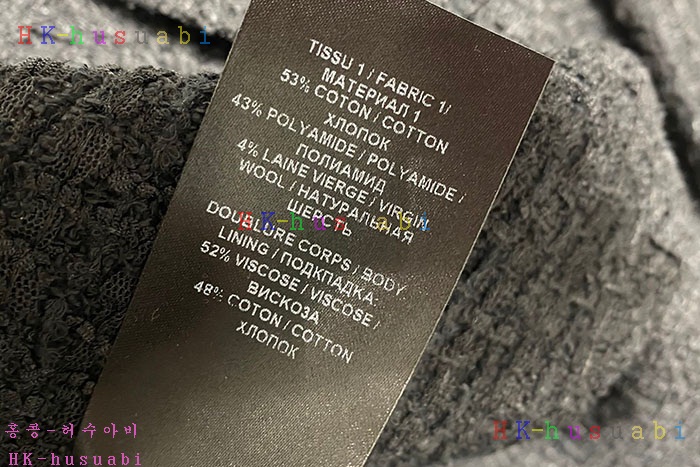 HK-husuabi
TISSU 1 / FABRIC 1/
МАТЕРИАЛ 1
53% COTON / COTTON
ХЛОПОК
43% POLYAMIDE / POLYAMIDE /
ПОЛИАМИД
4% LAINE VIERGE / VIRGIN
WOOL / НАТУРАЛЬНАЯ
ШЕРСТЬ
HK-husuabi
DOUBLURE CORPS / BODY
LINING / ПОДКЛАДКА:
52% VISCOSE / VISCOSE /
ВИСКОЗА
48% COTON / COTTON
ХЛОПОК
홍콩-허수아비
HK-husuabi
HK-husuabi